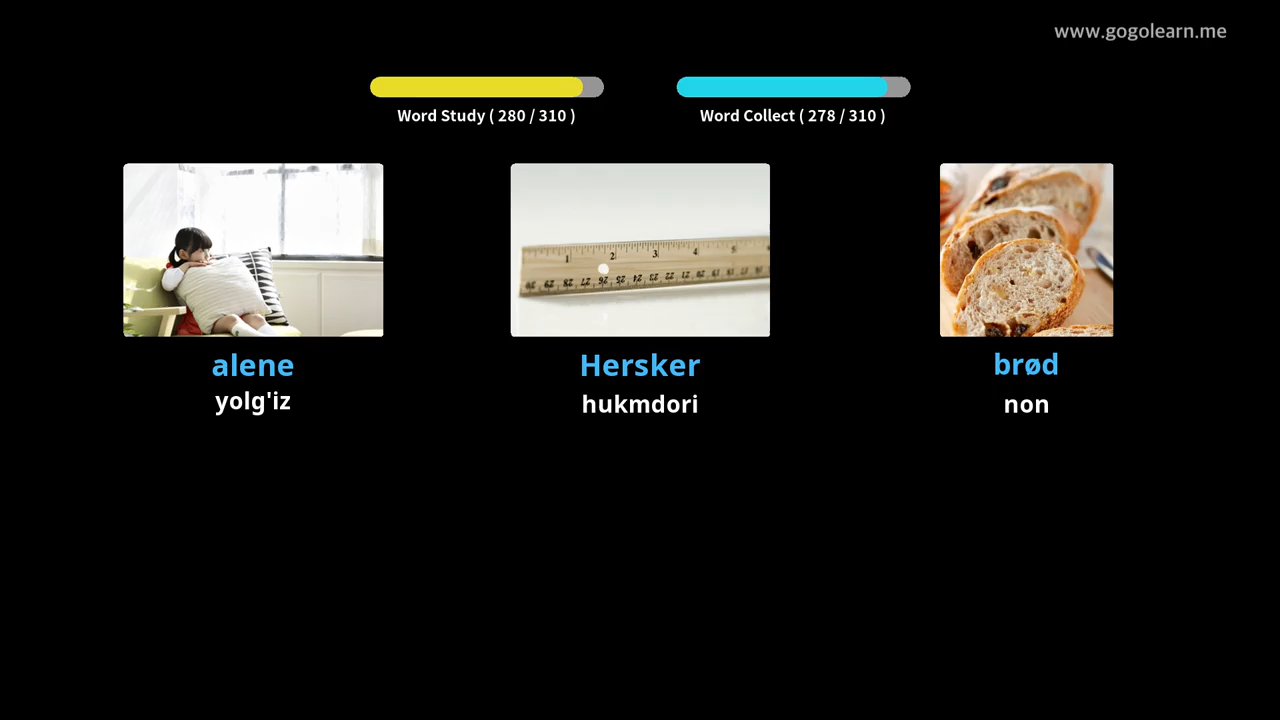 www.gogolearn.me
Word Study ( 280 / 310 )
Word Collect ( 278 / 310 )
alene
yolg'iz
Hersker
hukmdori
brød
non